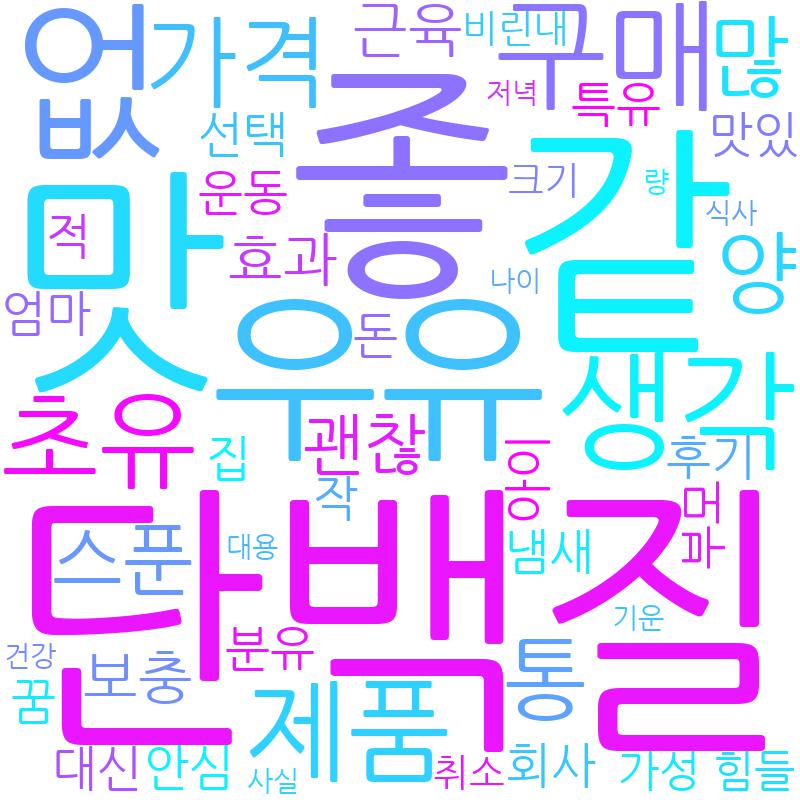 없
가격
근육
비린내
구매
많
저녁
특유
좋
선택
맛있
맛
같
운동
크기
량
식사
적
효과
양
나이
엄마
우유
돈
생각
초유
괜찮
집
후기
아이
작
단백질
머
파
스푼
대용
냄새
분유
기운
건강
보충
통
꿈
제품
대신
안심
사실
취소
회사
가성
힘들